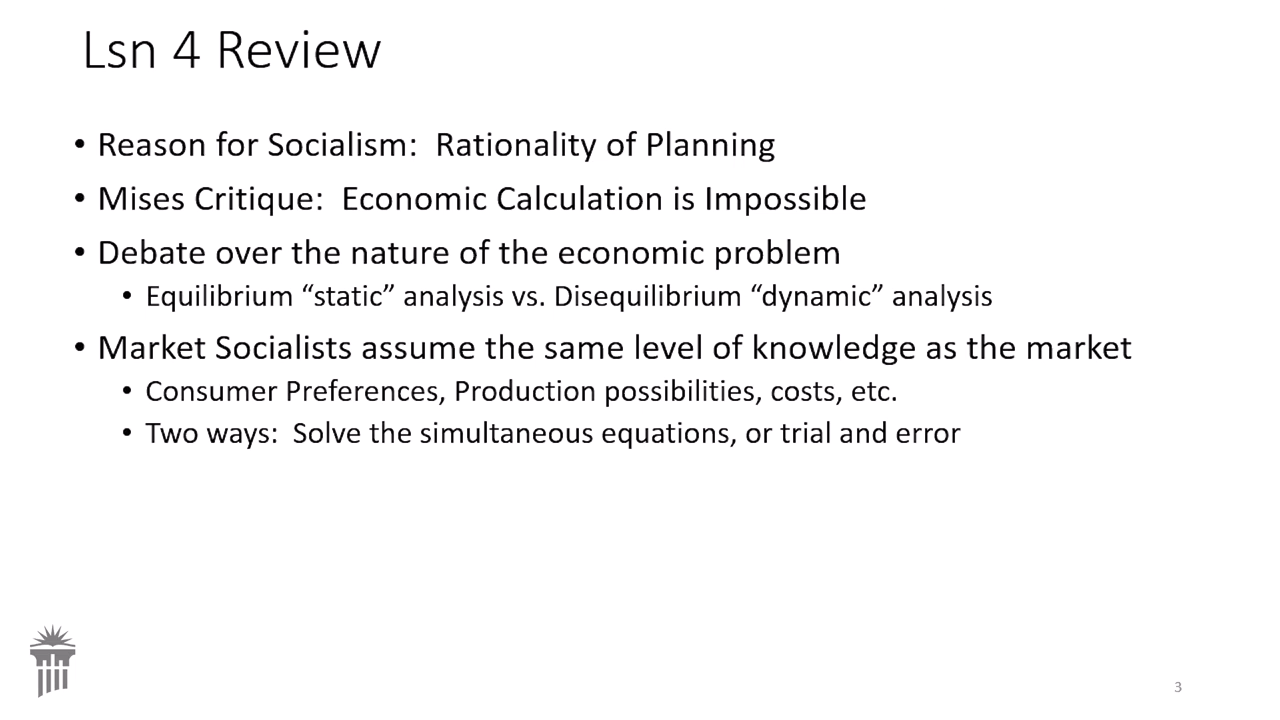 Lsn 4 Review
• Reason for Socialism:  Rationality of Planning
• Mises Critique:  Economic Calculation is Impossible
• Debate over the nature of the economic problem
• Equilibrium “static” analysis vs. Disequilibrium “dynamic” analysis
• Market Socialists assume the same level of knowledge as the market
• Consumer Preferences, Production possibilities, costs, etc.
• Two ways:  Solve the simultaneous equations, or trial and error
3